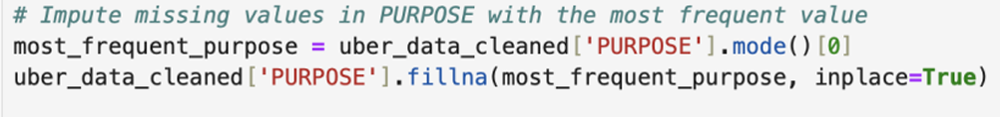 # Impute missing values in PURPOSE with the most frequent value
most_frequent_purpose = uber_data_cleaned['PURPOSE'].mode()[0]
uber_data_cleaned['PURPOSE'].fillna(most_frequent_purpose, inplace=True)